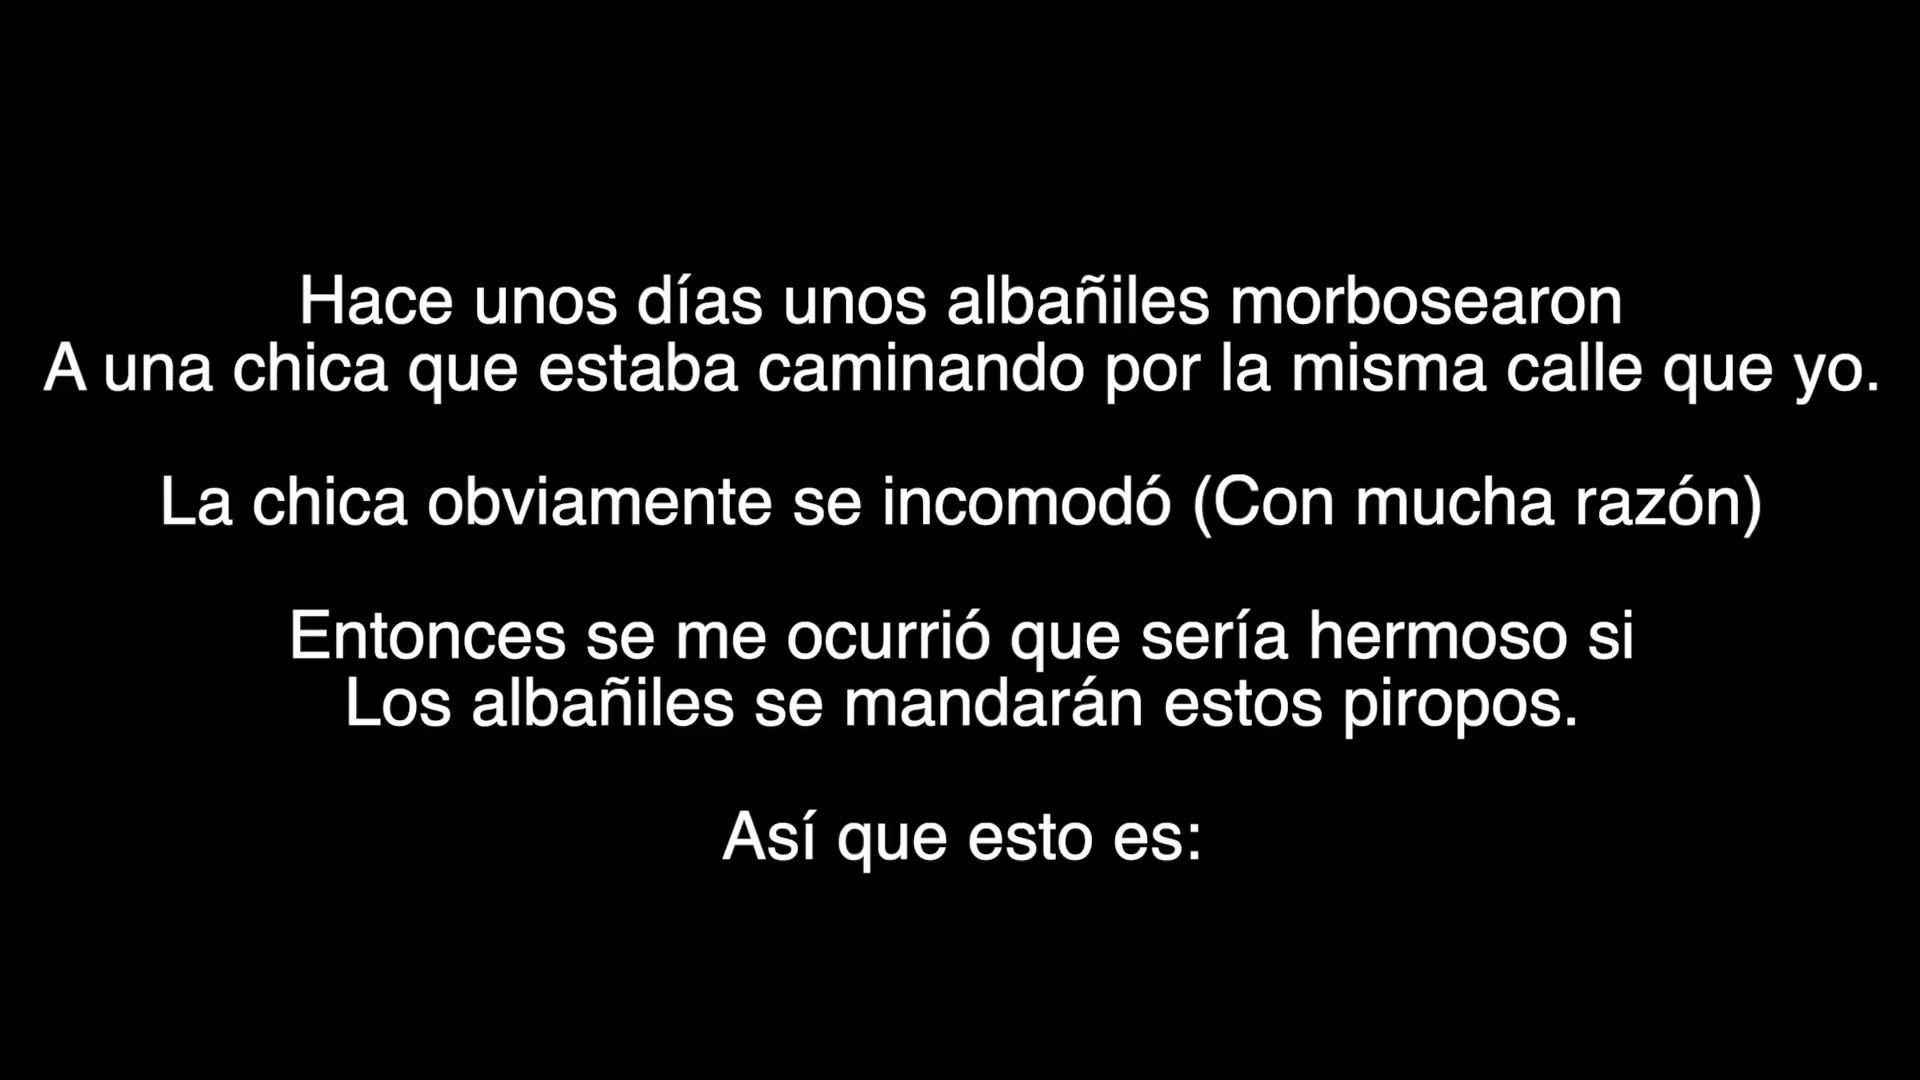 Hace unos días unos albañiles morbosearon
A una chica que estaba caminando por la misma calle que yo.
La chica obviamente se incomodó (Con mucha razón)
Entonces se me ocurrió que sería hermoso si
Los albañiles se mandarán estos piropos.
Así que esto es: